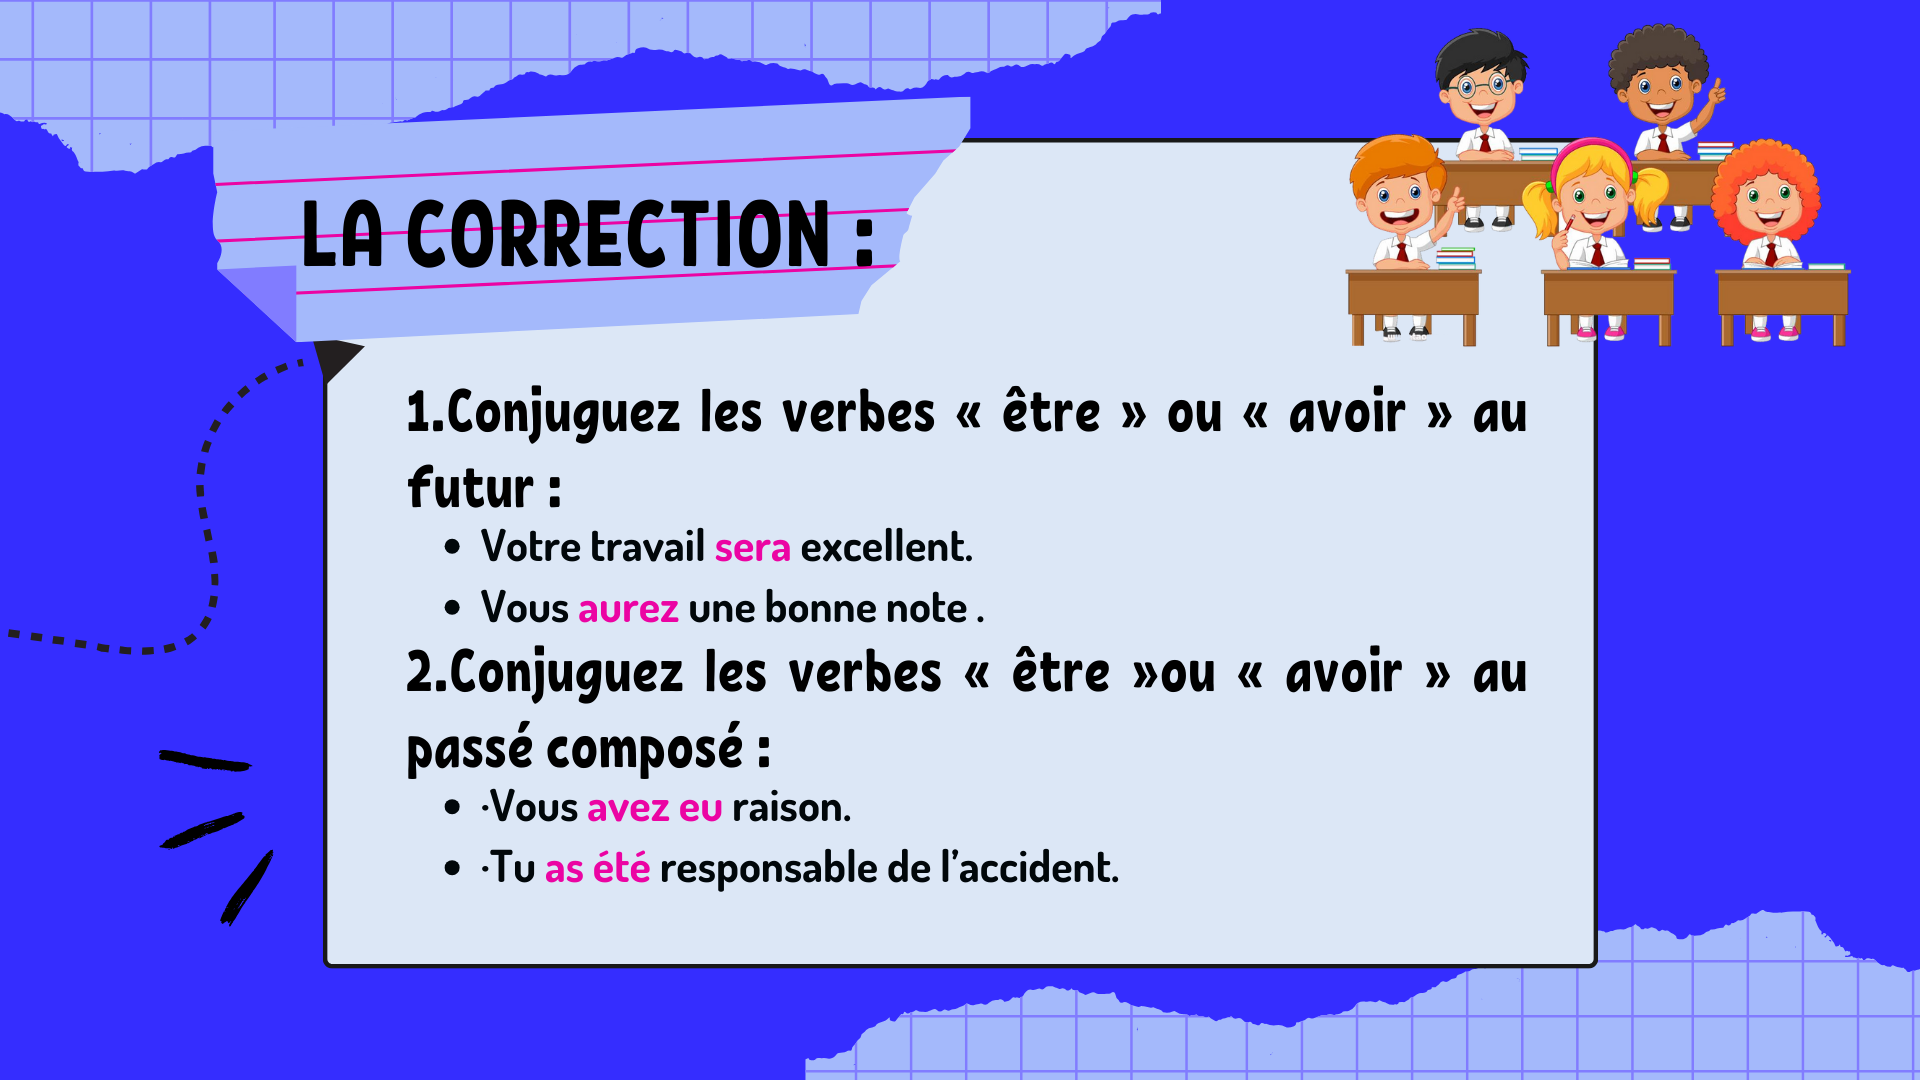 LA CORRECTION :
1.Conjuguez les verbes « être » ou « avoir » au
futur :
• Votre travail sera excellent.
• Vous aurez une bonne note .
2.Conjuguez les verbes « être »ou « avoir » au
passé composé :
• ·Vous avez eu raison.
• ·Tu as été responsable de l’accident.